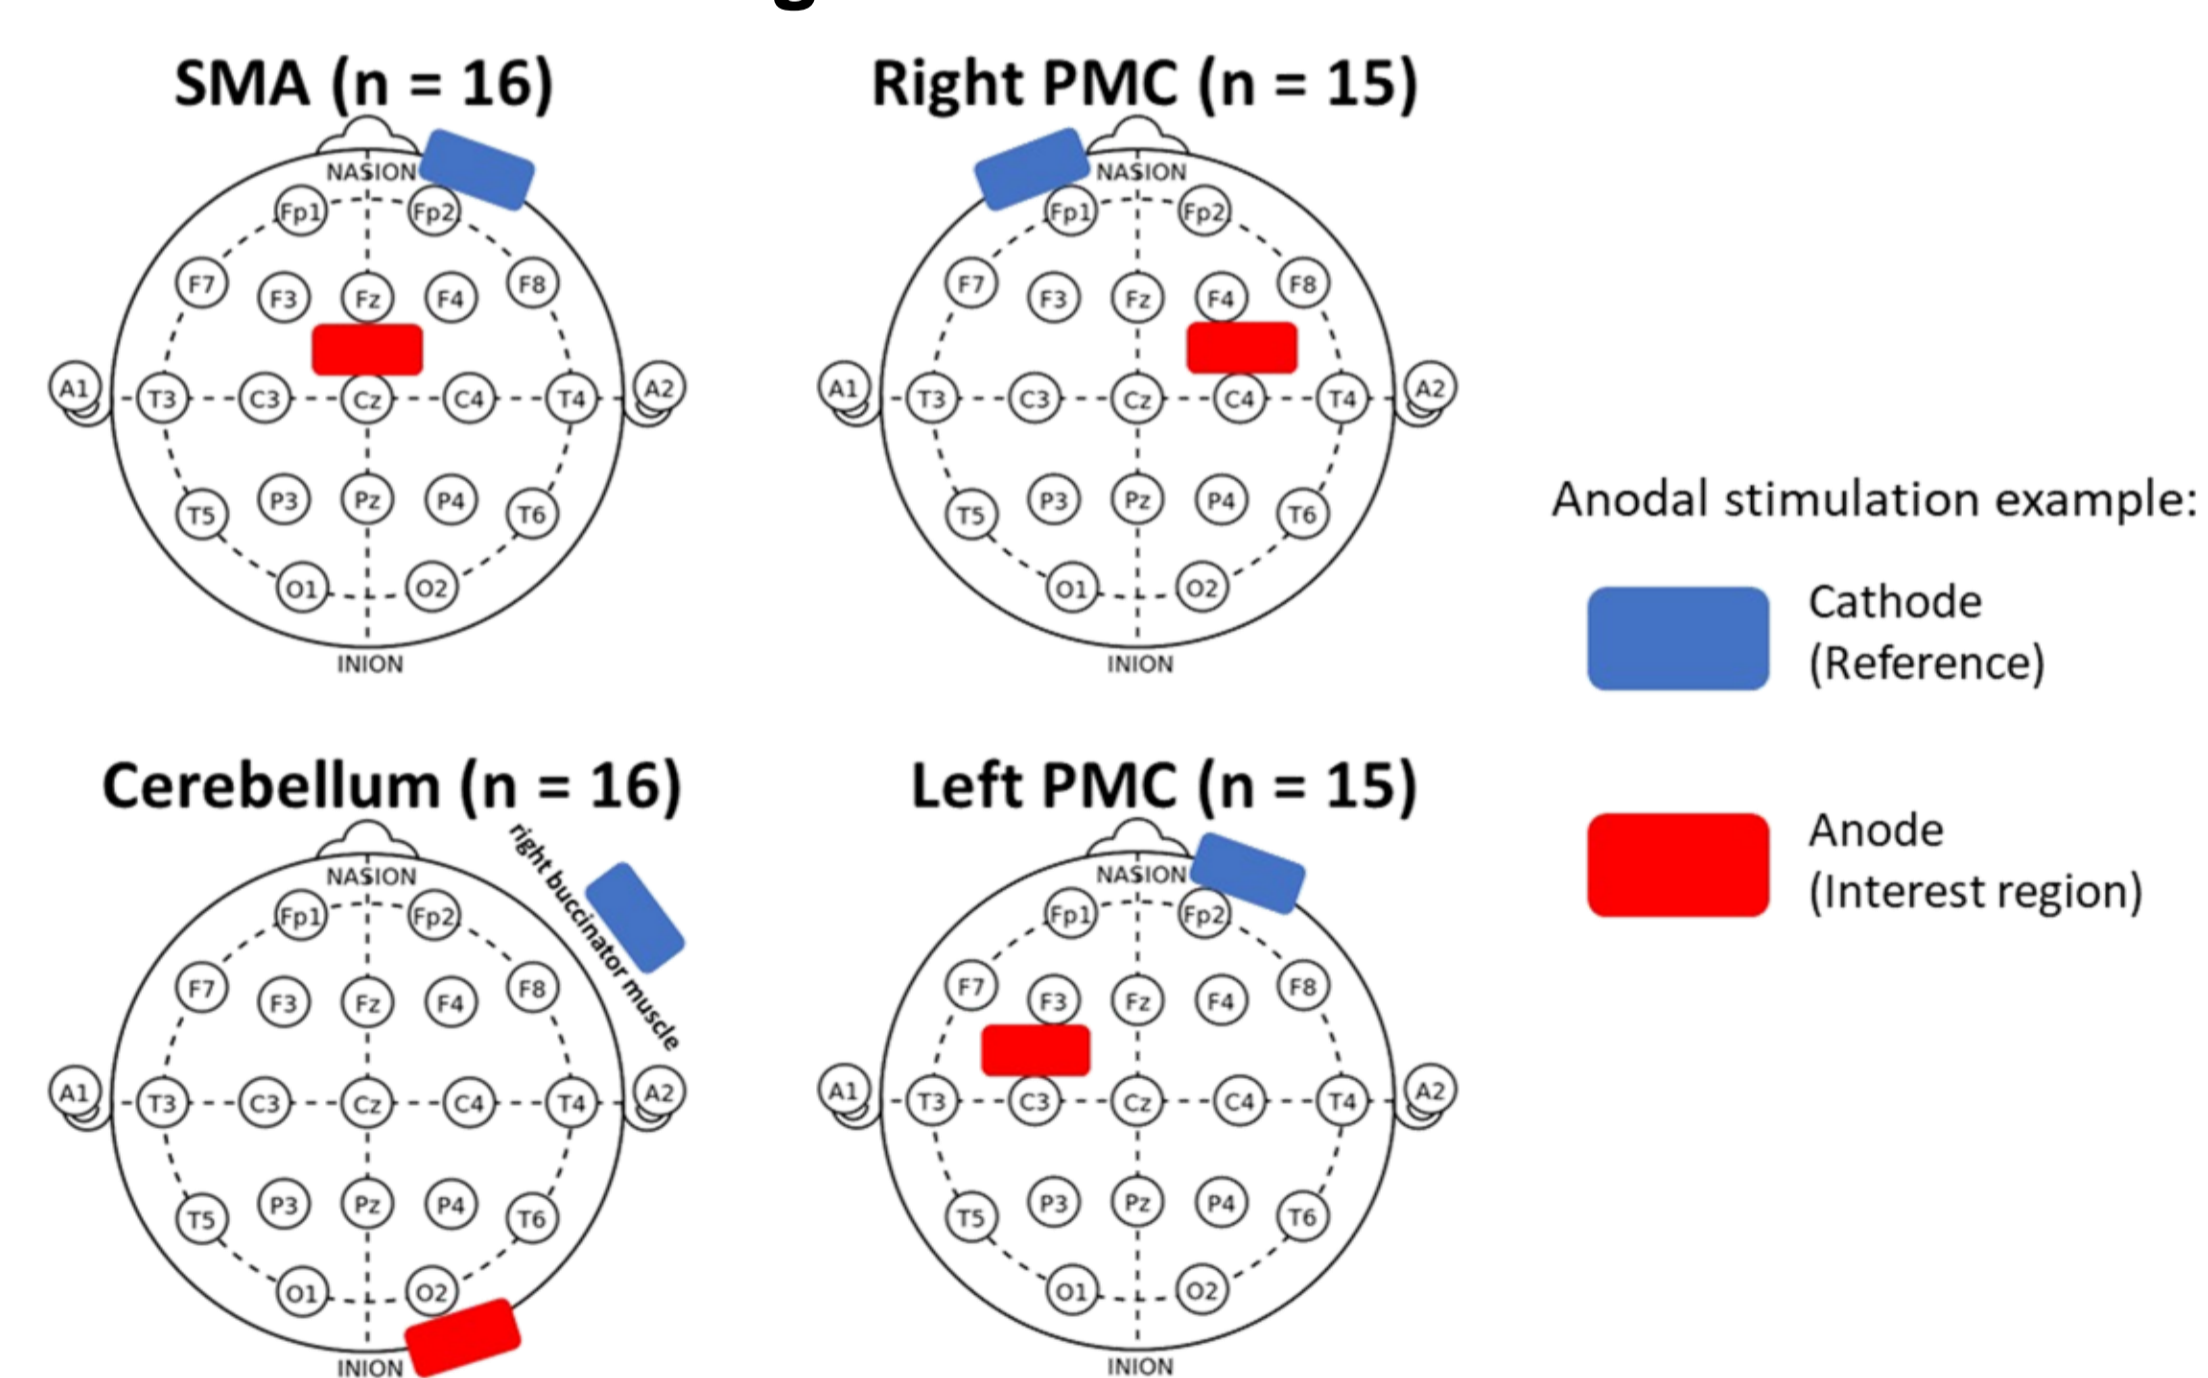 g
SMA (n = 16)
NASION
Fp1 Fp2
F7 F3 Fz F4 F8
A1 T3 C3 Cz C4 T4 A2
T5 P3 Pz P4 T6
O1 O2
INION
Right PMC (n = 15)
NASION
Fp1 Fp2
F7 F3 Fz F4 F8
A1 T3 C3 Cz C4 T4 A2
T5 P3 Pz P4 T6
O1 O2
INION
Cerebellum (n = 16)
right buccinator muscle
NASION
Fp1 Fp2
F7 F3 Fz F4 F8
A1 T3 C3 Cz C4 T4 A2
T5 P3 Pz P4 T6
O1 O2
INION
Left PMC (n = 15)
NASION
Fp1 Fp2
F7 F3 Fz F4 F8
A1 T3 C3 Cz C4 T4 A2
T5 P3 Pz P4 T6
O1 O2
INION
Anodal stimulation example:
Cathode
(Reference)
Anode
(Interest region)